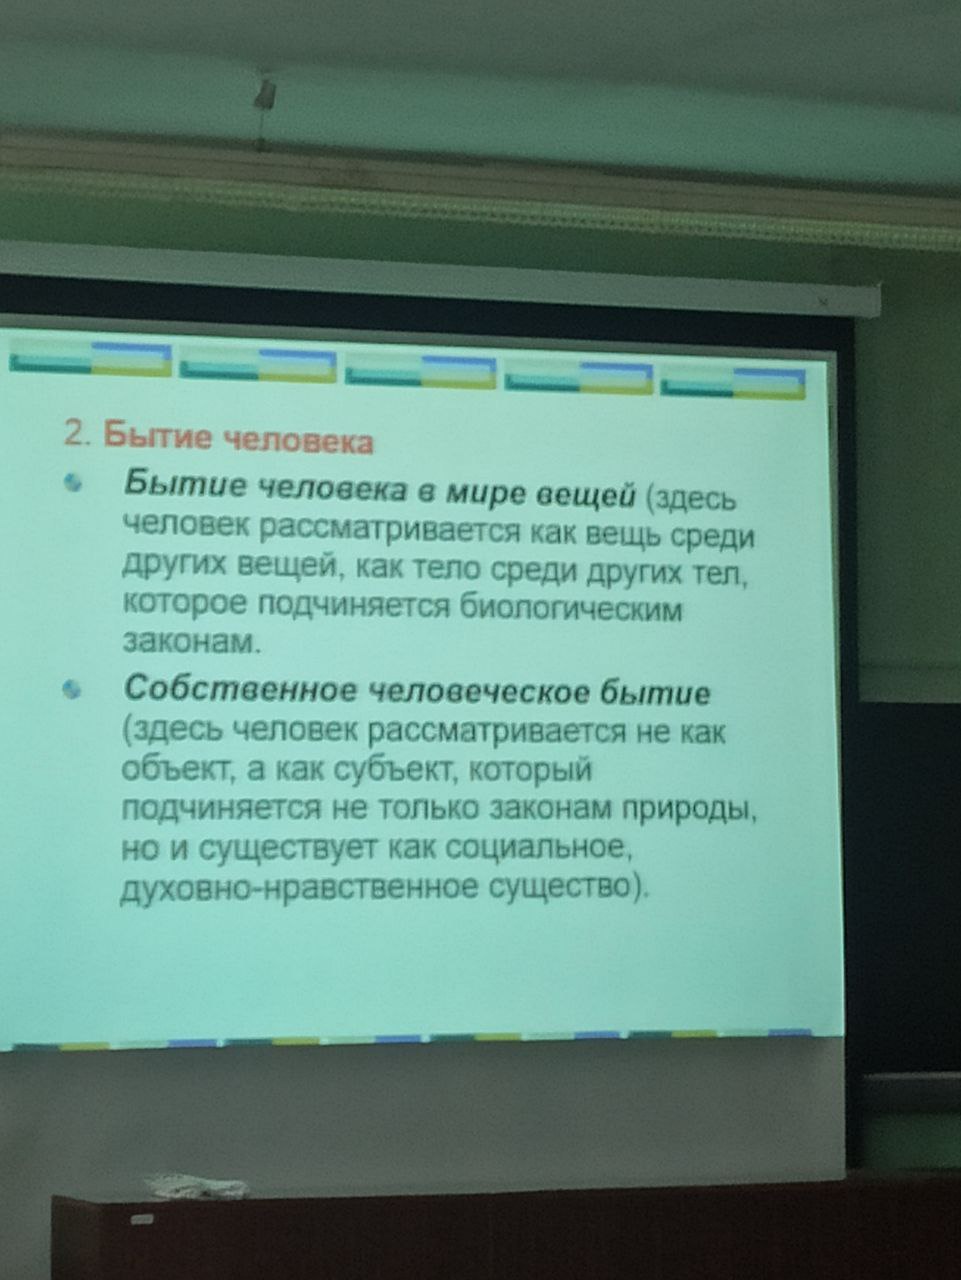 2. Бытие человека
Бытие человека в мире вещей (здесь
человек рассматривается как вещь среди
других вещей, как тело среди других тел,
которое подчиняется биологическим
законам.
Собственное человеческое бытие
(здесь человек рассматривается не как
объект, а как субъект, который
подчиняется не только законам природы,
но и существует как социальное,
духовно-нравственное существо).